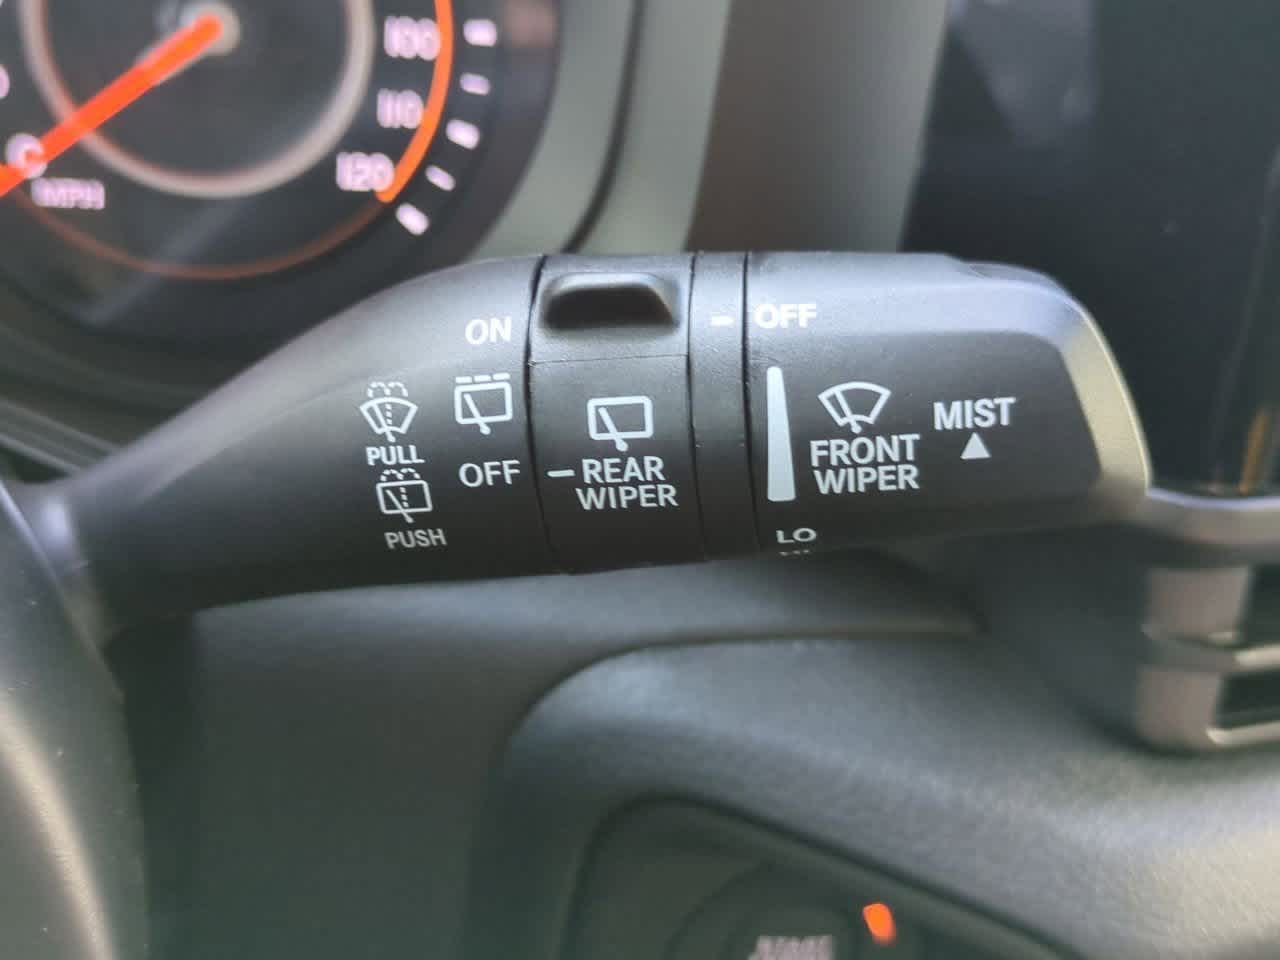 100
110
120
MPH
ON
OFF
PULL
PUSH
REAR
WIPER
OFF
FRONT
WIPER
MIST
LO